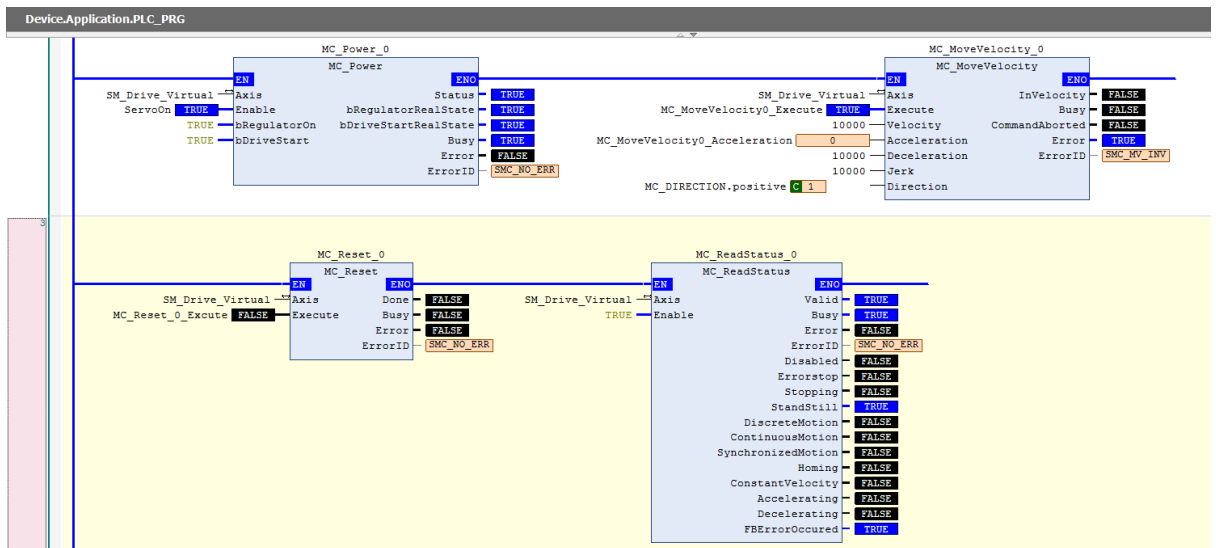 Device.Application.PLC_PRG
MC_Power_0
MC_Power
EN ENO
SM_Drive_Virtual Axis Status TRUE
ServoOn TRUE Enable bRegulatorRealState TRUE
TRUE bRegulatorOn bDriveStartRealState TRUE
TRUE bDriveStart Busy TRUE
Error FALSE
ErrorID SMC_NO_ERR
MC_MoveVelocity_0
MC_MoveVelocity
EN ENO
SM_Drive_Virtual Axis InVelocity FALSE
MC_MoveVelocity0_Execute TRUE Execute Busy FALSE
10000 Velocity CommandAborted FALSE
MC_MoveVelocity0_Acceleration 0 Acceleration Error TRUE
10000 Deceleration ErrorID SMC_MV_INV
10000 Jerk
MC_DIRECTION.positive C 1 Direction
3
MC_Reset_0
MC_Reset
EN ENO
SM_Drive_Virtual Axis Done FALSE
MC_Reset_0_Excute FALSE Execute Busy FALSE
Error FALSE
ErrorID SMC_NO_ERR
MC_ReadStatus_0
MC_ReadStatus
EN ENO
SM_Drive_Virtual Axis Valid TRUE
TRUE Enable Busy TRUE
Error FALSE
ErrorID SMC_NO_ERR
Disabled FALSE
Errorstop FALSE
Stopping FALSE
StandStill TRUE
DiscreteMotion FALSE
ContinuousMotion FALSE
SynchronizedMotion FALSE
Homing FALSE
ConstantVelocity FALSE
Accelerating FALSE
Decelerating FALSE
FBErrorOccured TRUE